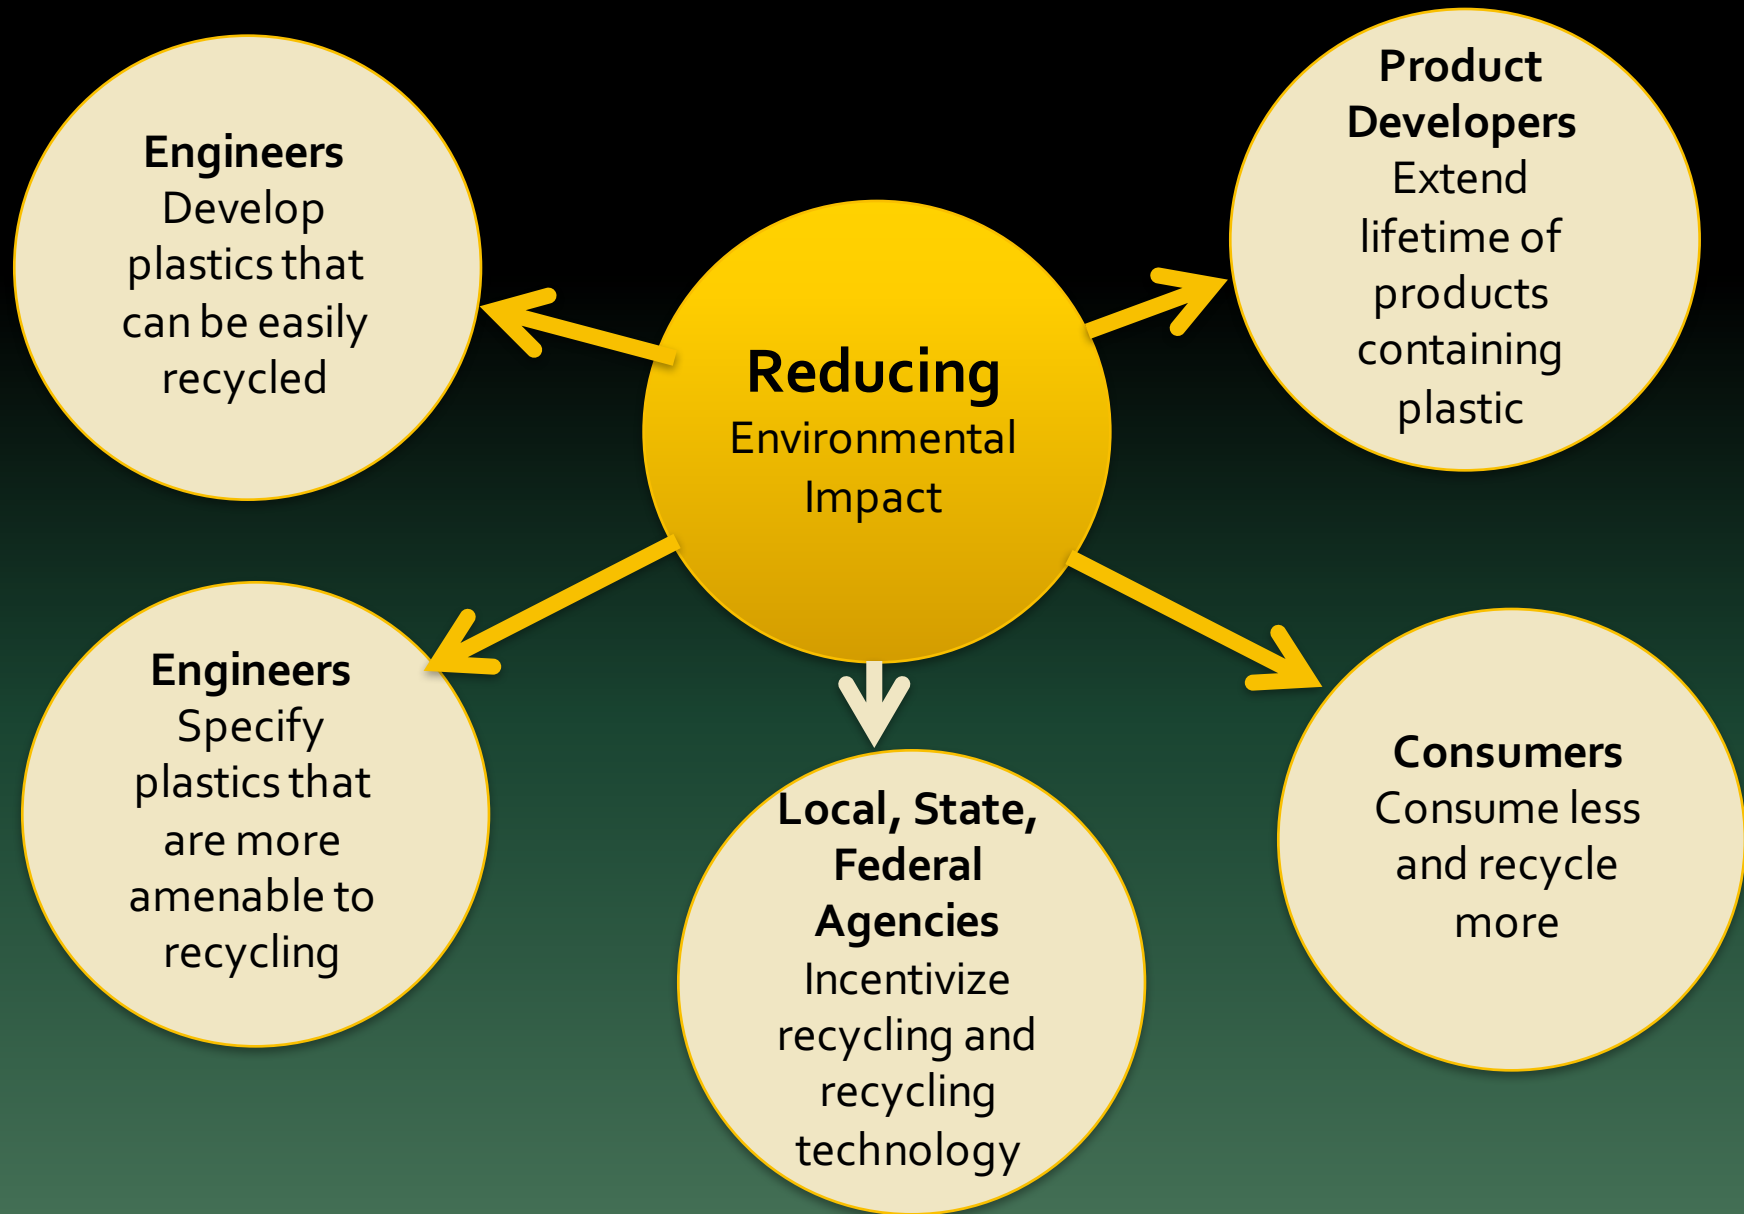 Engineers
Develop
plastics that
can be easily
recycled
Product
Developers
Extend
lifetime of
products
containing
plastic
Reducing
Environmental
Impact
Engineers
Specify
plastics that
are more
amenable to
recycling
Local, State,
Federal
Agencies
Incentivize
recycling and
recycling
technology
Consumers
Consume less
and recycle
more